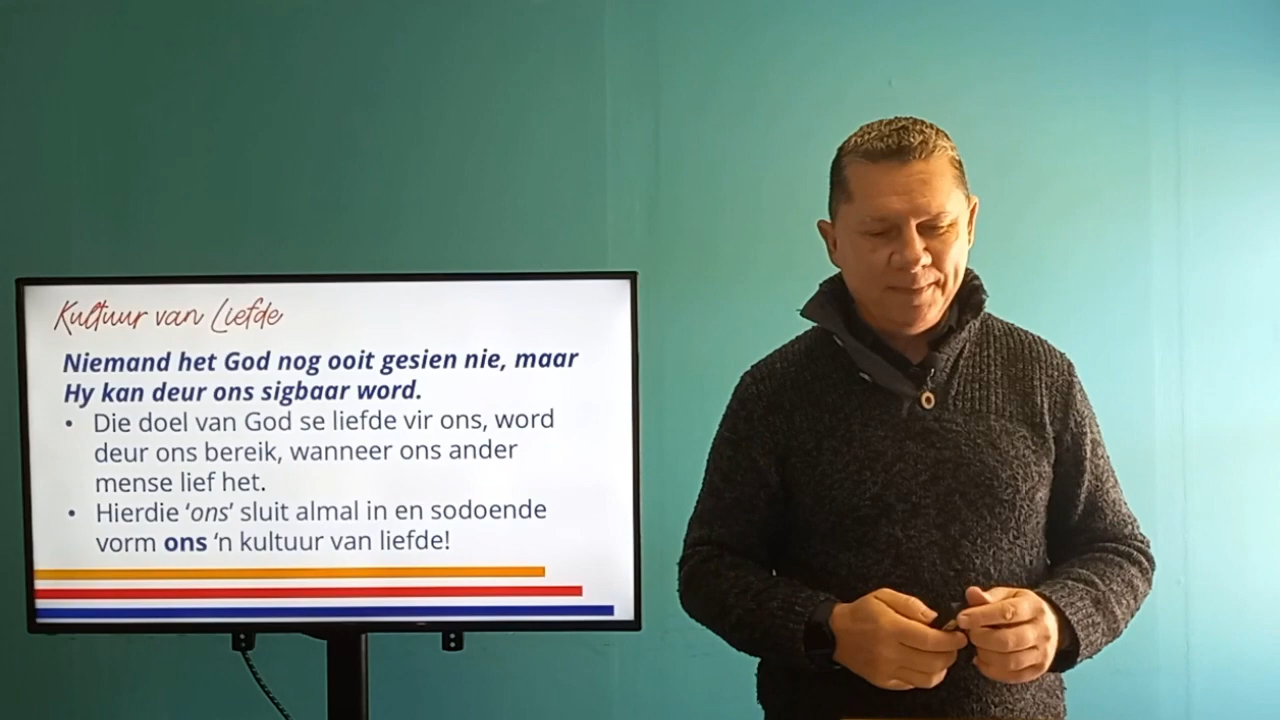 Kultuur van Liefde
Niemand het God nog ooit gesien nie, maar
Hy kan deur ons sigbaar word.
• Die doel van God se liefde vir ons, word
deur ons bereik, wanneer ons ander
mense lief het.
• Hierdie ‘ons’ sluit almal in en sodoende
vorm ons ‘n kultuur van liefde!